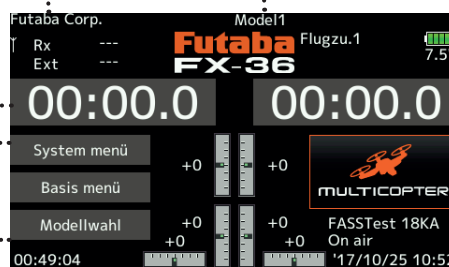 Futaba Corp. Model1
Rx --- Futaba Flugzu.1
Ext --- FX-36 7.5
00:00.0 00:00.0
System menü
+0 +0
Basis menü
MULTICOPTER
Modellwahl +0 +0 FASSTest 18KA
+0 +0 On air
00:49:04 '17/10/25 10:52